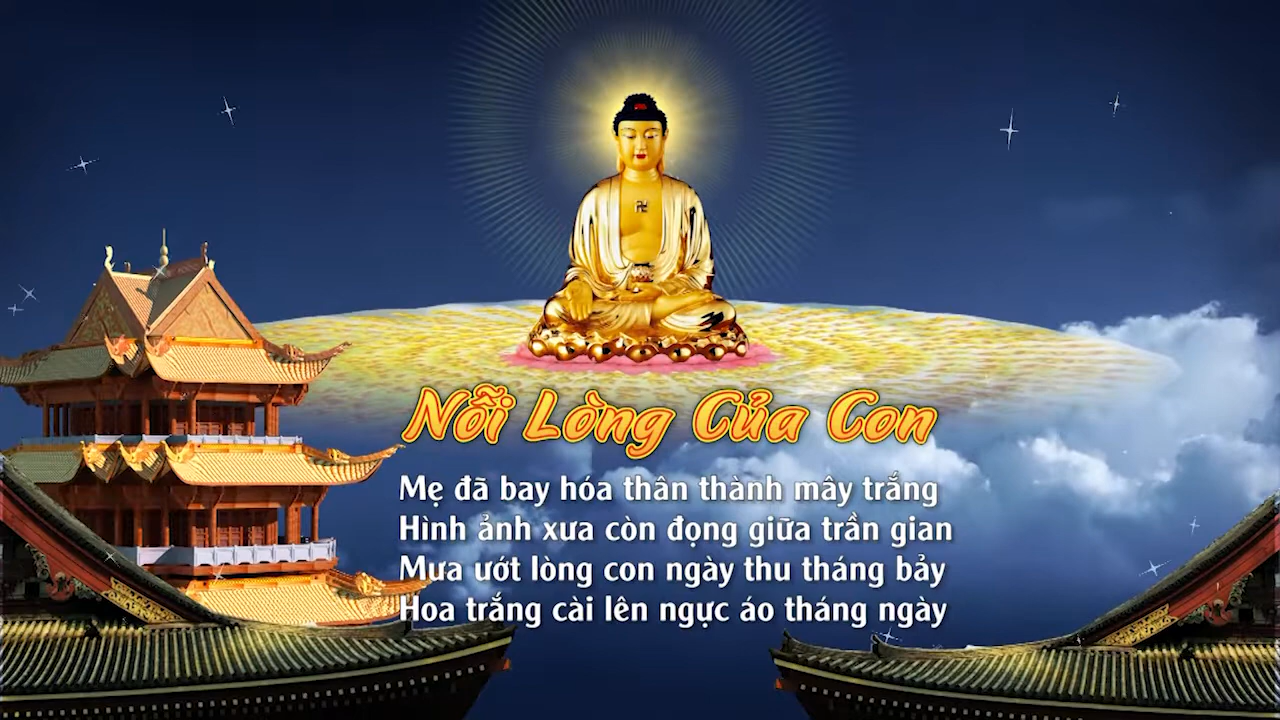 Nỗi Lòng Của Con
Mẹ đã bay hóa thân thành mây trắng
Hình ảnh xưa còn đọng giữa trần gian
Mưa ướt lòng con ngày thu tháng bảy
Hoa trắng cài lên ngực áo tháng ngày